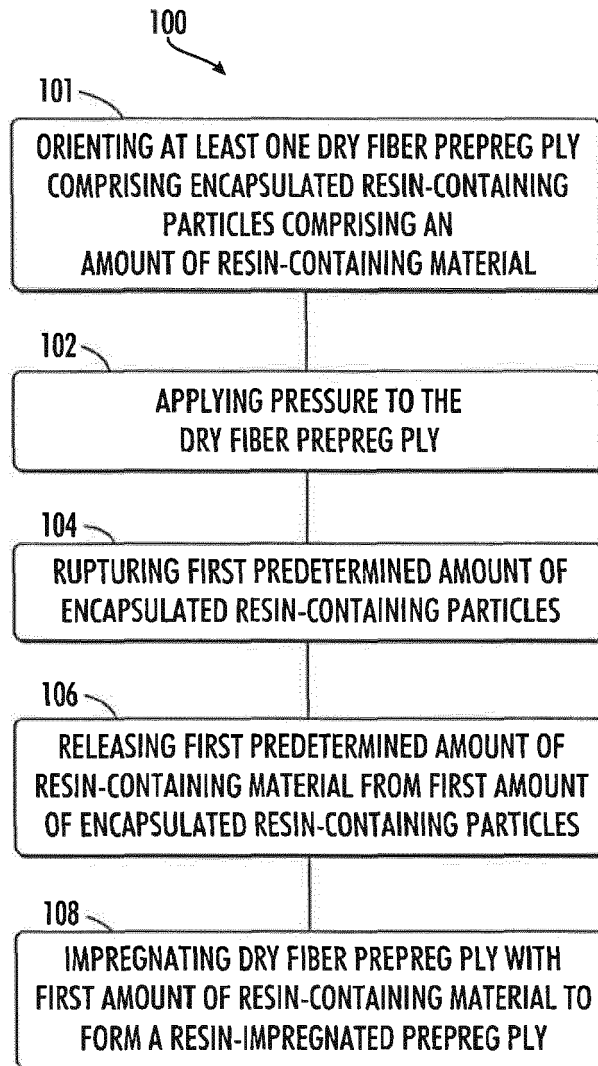 100
101
ORIENTING AT LEAST ONE DRY FIBER PREPREG PLY
COMPRISING ENCAPSULATED RESIN-CONTAINING
PARTICLES COMPRISING AN
AMOUNT OF RESIN-CONTAINING MATERIAL
102
APPLYING PRESSURE TO THE
DRY FIBER PREPREG PLY
104
RUPTURING FIRST PREDETERMINED AMOUNT OF
ENCAPSULATED RESIN-CONTAINING PARTICLES
106
RELEASING FIRST PREDETERMINED AMOUNT OF
RESIN-CONTAINING MATERIAL FROM FIRST AMOUNT
OF ENCAPSULATED RESIN-CONTAINING PARTICLES
108
IMPREGNATING DRY FIBER PREPREG PLY WITH
FIRST AMOUNT OF RESIN-CONTAINING MATERIAL TO
FORM A RESIN-IMPREGNATED PREPREG PLY